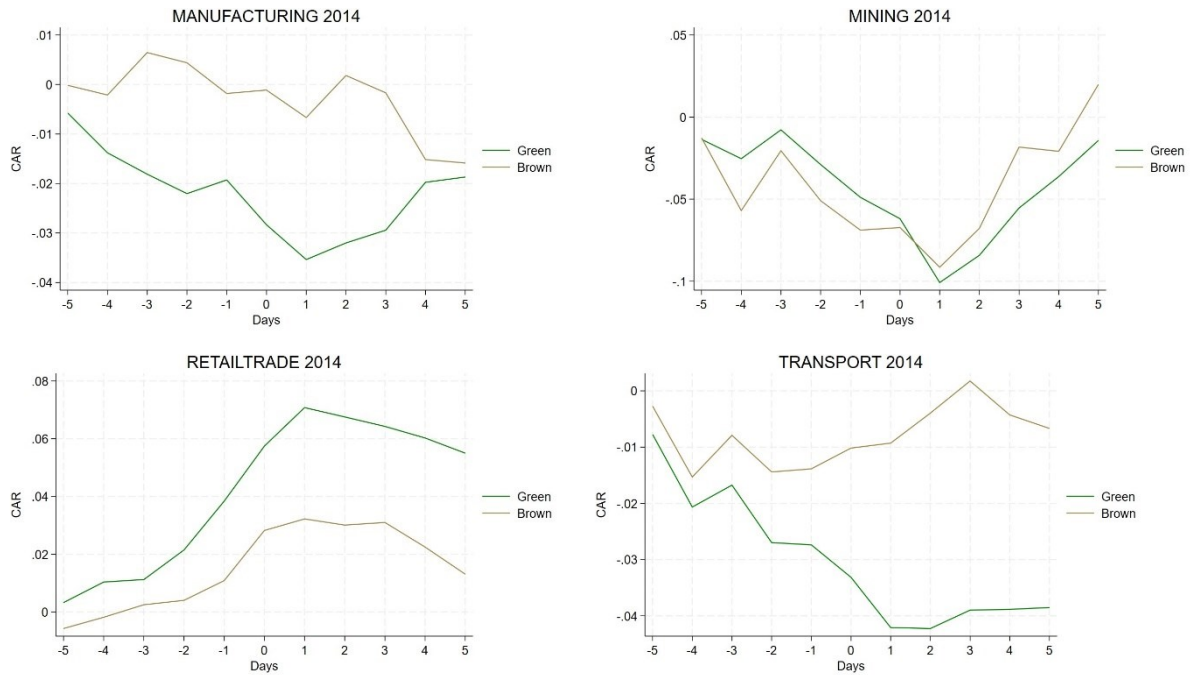 MANUFACTURING 2014
.01
0
-.01
-.02
-.03
-.04
CAR
-5 -4 -3 -2 -1 0 1 2 3 4 5
Days
Green
Brown
MINING 2014
.05
0
-.05
-.1
CAR
-5 -4 -3 -2 -1 0 1 2 3 4 5
Days
Green
Brown
RETAILTRADE 2014
.08
.06
.04
.02
0
CAR
-5 -4 -3 -2 -1 0 1 2 3 4 5
Days
Green
Brown
TRANSPORT 2014
0
-.01
-.02
-.03
-.04
CAR
-5 -4 -3 -2 -1 0 1 2 3 4 5
Days
Green
Brown